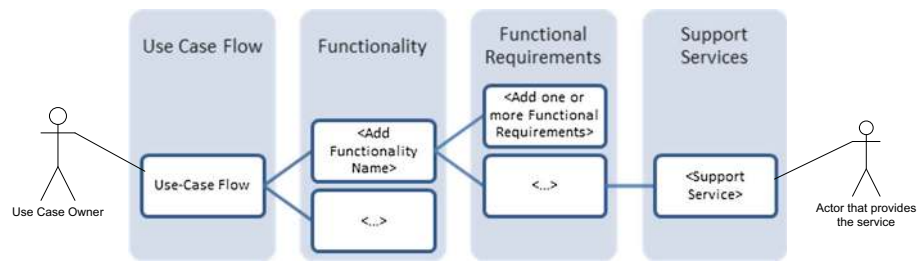 Use Case Flow
Functionality
Functional
Requirements
Support
Services
<Add one or
more Functional
Requirements>
<Add
Functionality
Name>
Use-Case Flow
<...>
<Support
Service>
<...>
Use Case Owner
Actor that provides
the service